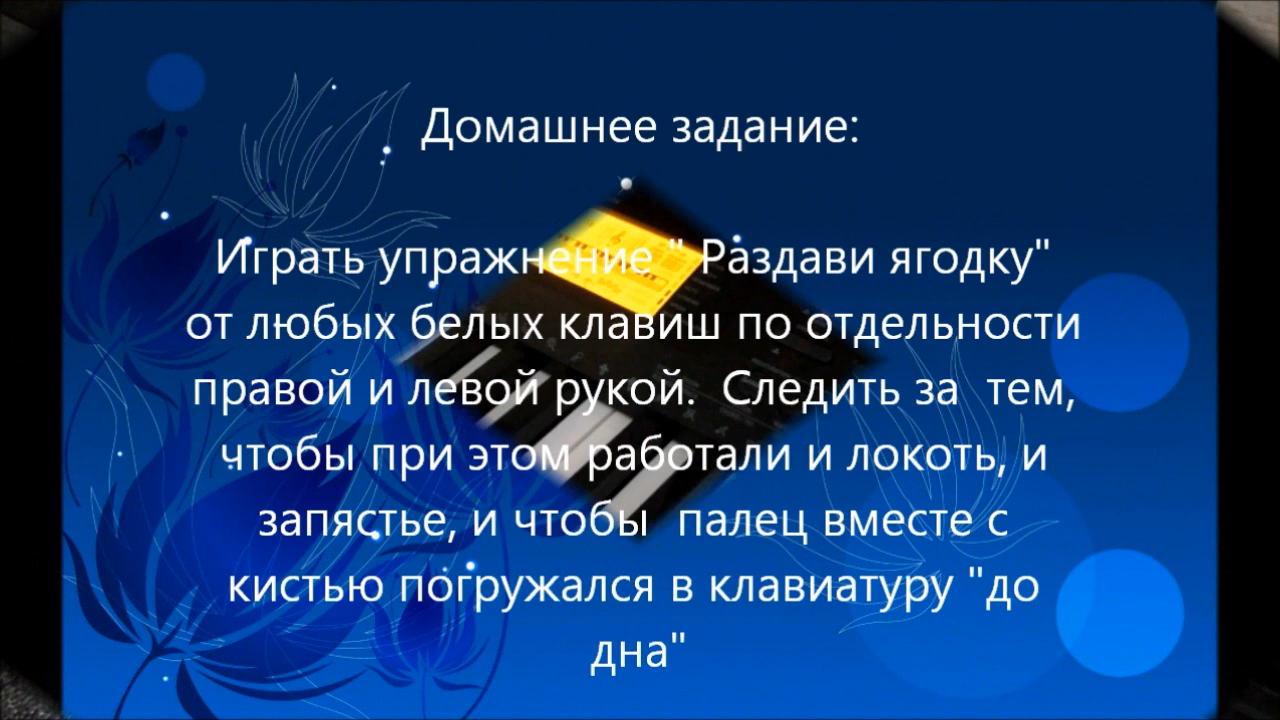 Домашнее задание:
Играть упражнение " Раздави ягодку"
от любых белых клавиш по отдельности
правой и левой рукой.  Следить за  тем,
чтобы при этом работали и локоть, и
запястье, и чтобы  палец вместе с
кистью погружался в клавиатуру "до
дна"